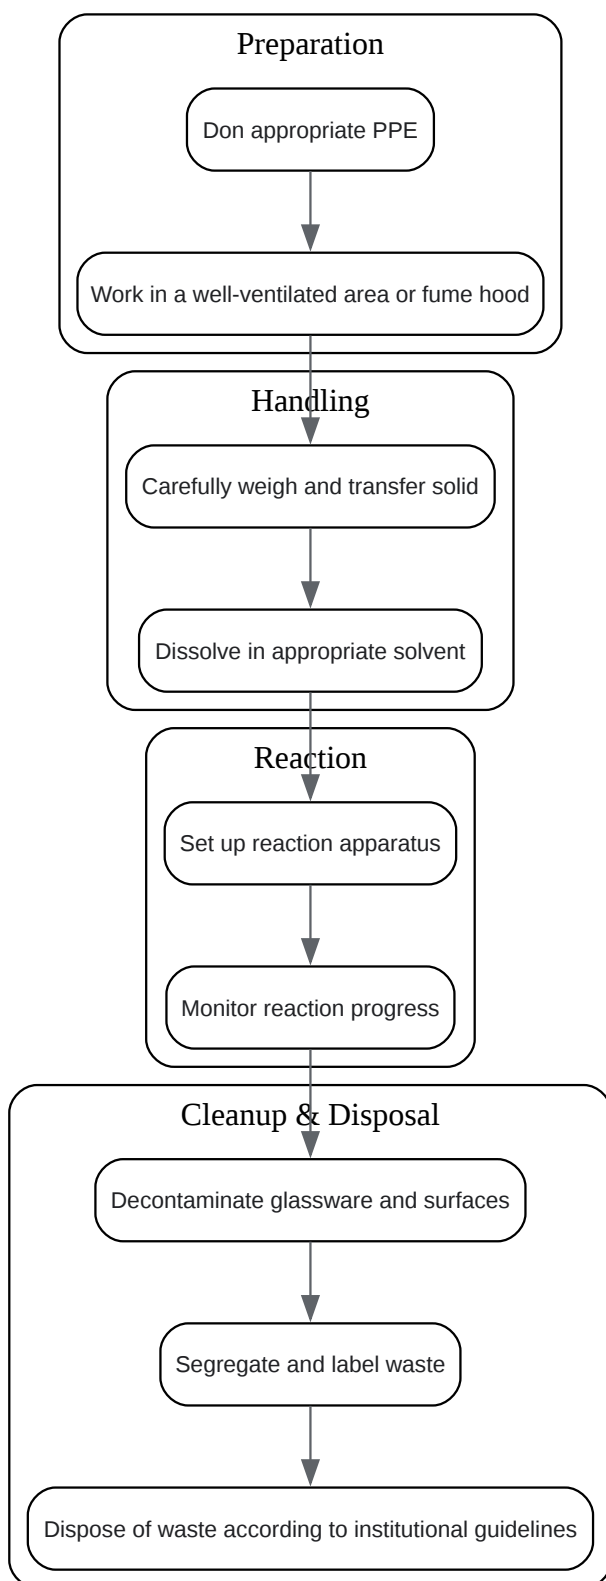 Preparation
Don appropriate PPE
Work in a well-ventilated area or fume hood
Handling
Carefully weigh and transfer solid
Dissolve in appropriate solvent
Reaction
Set up reaction apparatus
Monitor reaction progress
Cleanup & Disposal
Decontaminate glassware and surfaces
Segregate and label waste
Dispose of waste according to institutional guidelines